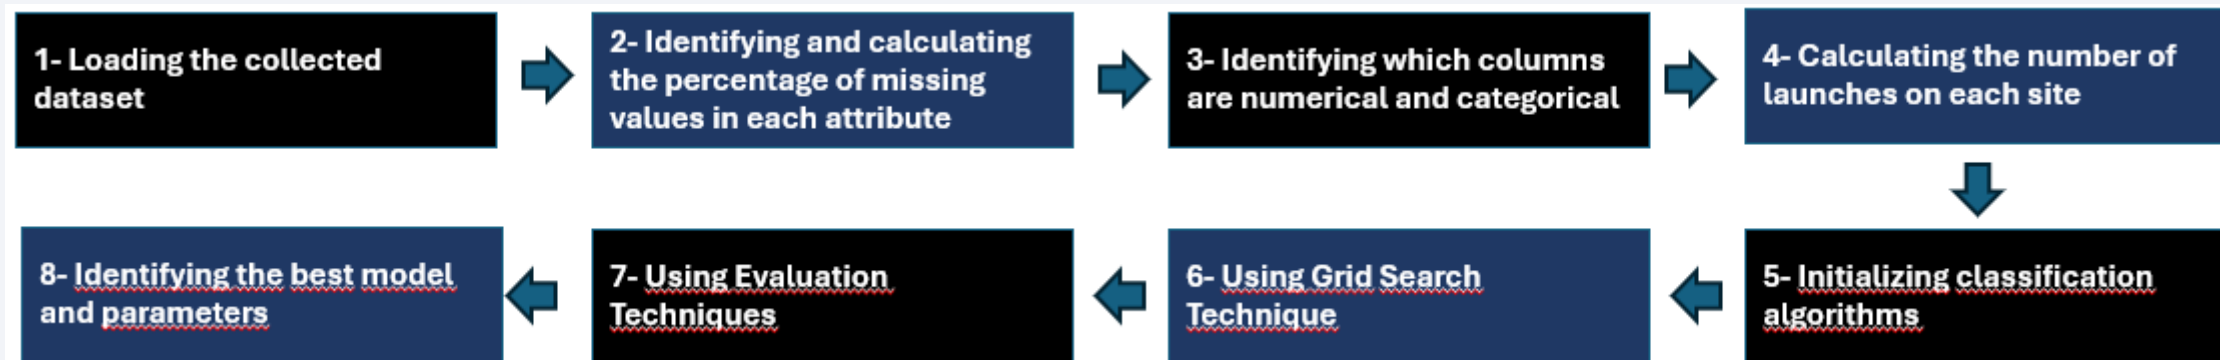 1- Loading the collected
dataset
2- Identifying and calculating
the percentage of missing
values in each attribute
3- Identifying which columns
are numerical and categorical
4- Calculating the number of
launches on each site
5- Initializing classification
algorithms
6- Using Grid Search
Technique
7- Using Evaluation
Techniques
8- Identifying the best model
and parameters